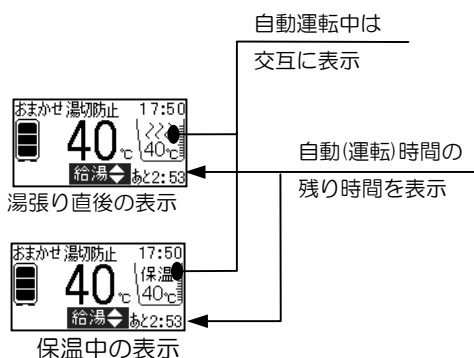 自動運転中は
交互に表示
おまかせ 湯切防止 17:50
40℃ 40℃
給湯 あと2:53
湯張り直後の表示
自動(運転)時間の
残り時間を表示
おまかせ 湯切防止 17:50
保温
40℃ 40℃
給湯 あと2:53
保温中の表示